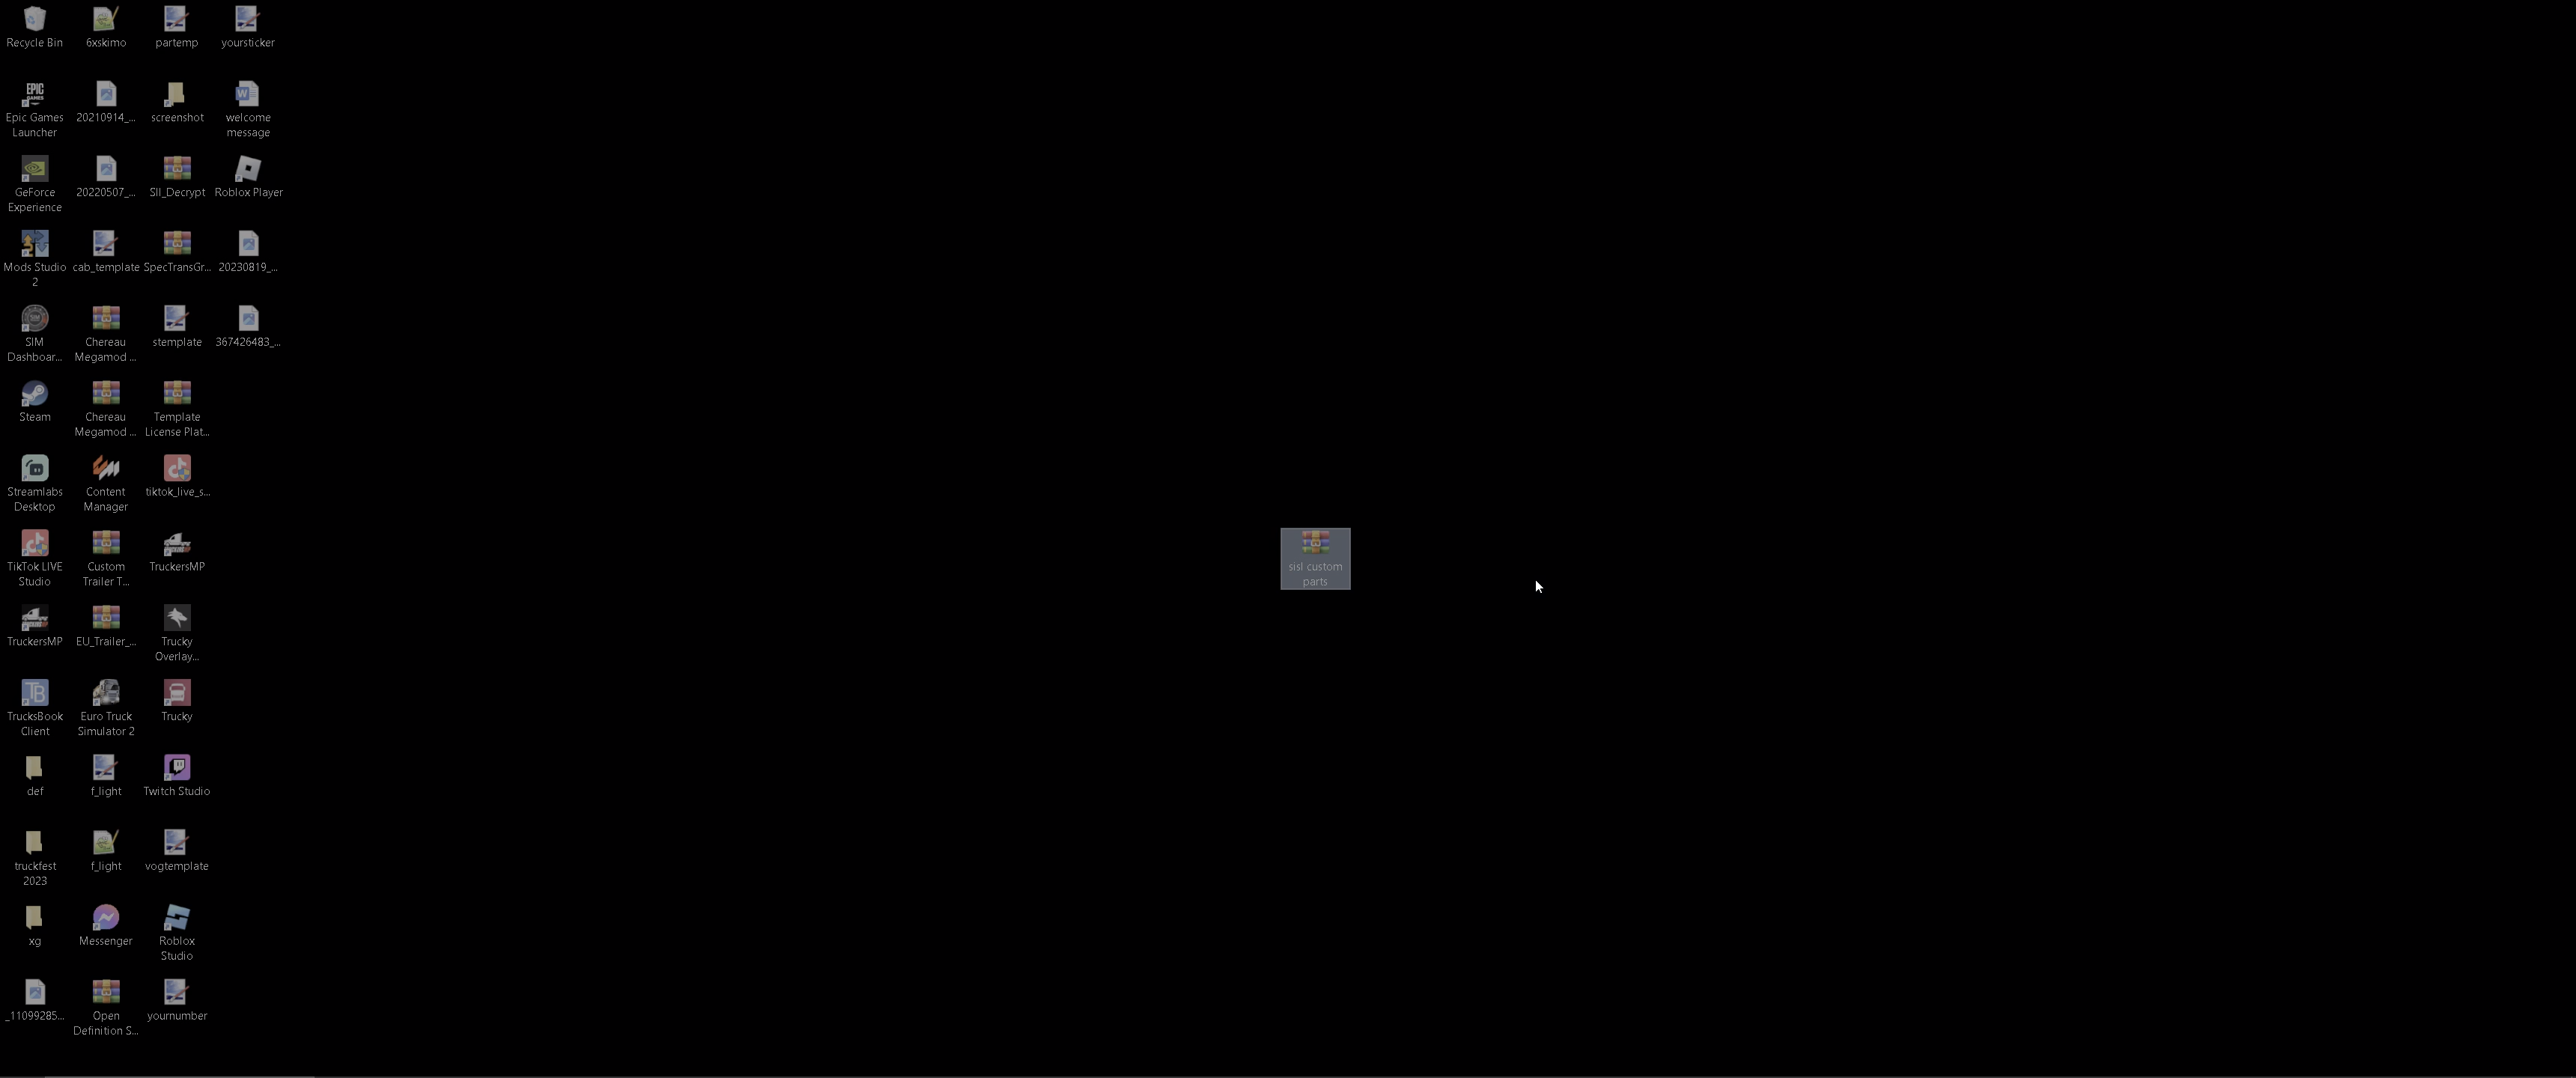 Recycle Bin
6xskimo
partemp
yoursticker
Epic Games
Launcher
20210914_...
screenshot
welcome
message
GeForce
Experience
20220507_...
SII_Decrypt
Roblox Player
Mods Studio
2
cab_template
SpecTransGr...
20230819_...
SIM
Dashboar...
Chereau
Megamod ...
stemplate
367426483_...
Steam
Chereau
Megamod ...
Template
License Plat...
Streamlabs
Desktop
Content
Manager
tiktok_live_s...
TikTok LIVE
Studio
Custom
Trailer T...
TruckersMP
sisl custom
parts
TruckersMP
EU_Trailer_...
Trucky
Overlay...
TrucksBook
Client
Euro Truck
Simulator 2
Trucky
def
f_light
Twitch Studio
truckfest
2023
f_light
vogtemplate
xg
Messenger
Roblox
Studio
_11099285...
Open
Definition S...
yournumber